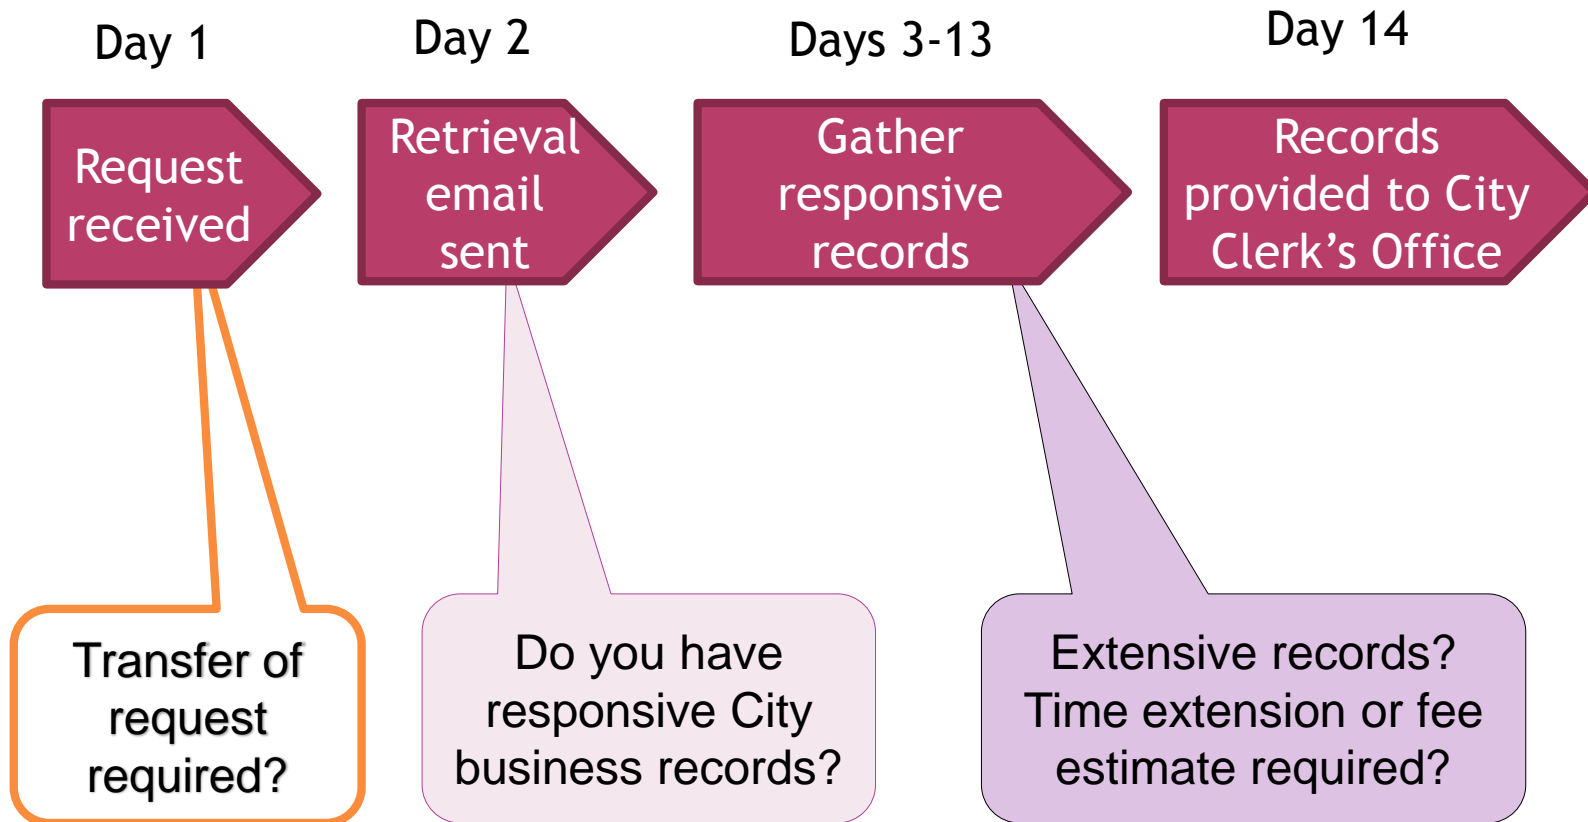 Day 1
Day 2
Days 3-13
Day 14
Request
received
Retrieval
email
sent
Gather
responsive
records
Records
provided to City
Clerk’s Office
Transfer of
request
required?
Do you have
responsive City
business records?
Extensive records?
Time extension or fee
estimate required?